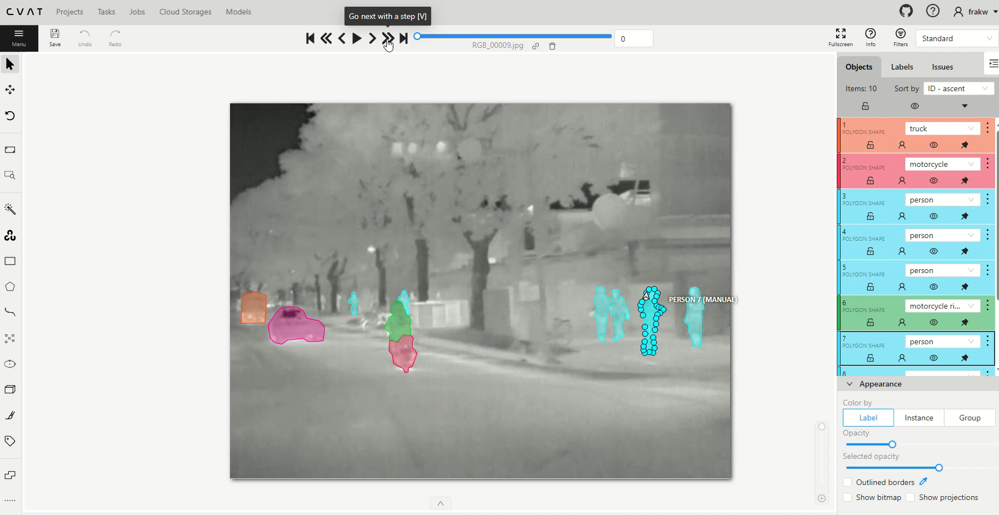 CVAT Projects Tasks Jobs Cloud Storages Models
Go next with a step [V]
frakw
Menu
Save
Undo
Redo
RGB_00009.jpg
0
Fullscreen
Info
Filters
Standard
Objects Labels Issues
Items: 10 Sort by ID - ascent
1 truck
POLYGON SHAPE
2 motorcycle
POLYGON SHAPE
3 person
POLYGON SHAPE
4 person
POLYGON SHAPE
5 person
POLYGON SHAPE
6 motorcycle ri...
POLYGON SHAPE
7 person
POLYGON SHAPE
8
PERSON 7 (MANUAL)
Appearance
Color by
Label Instance Group
Opacity
Selected opacity
Outlined borders
Show bitmap Show projections